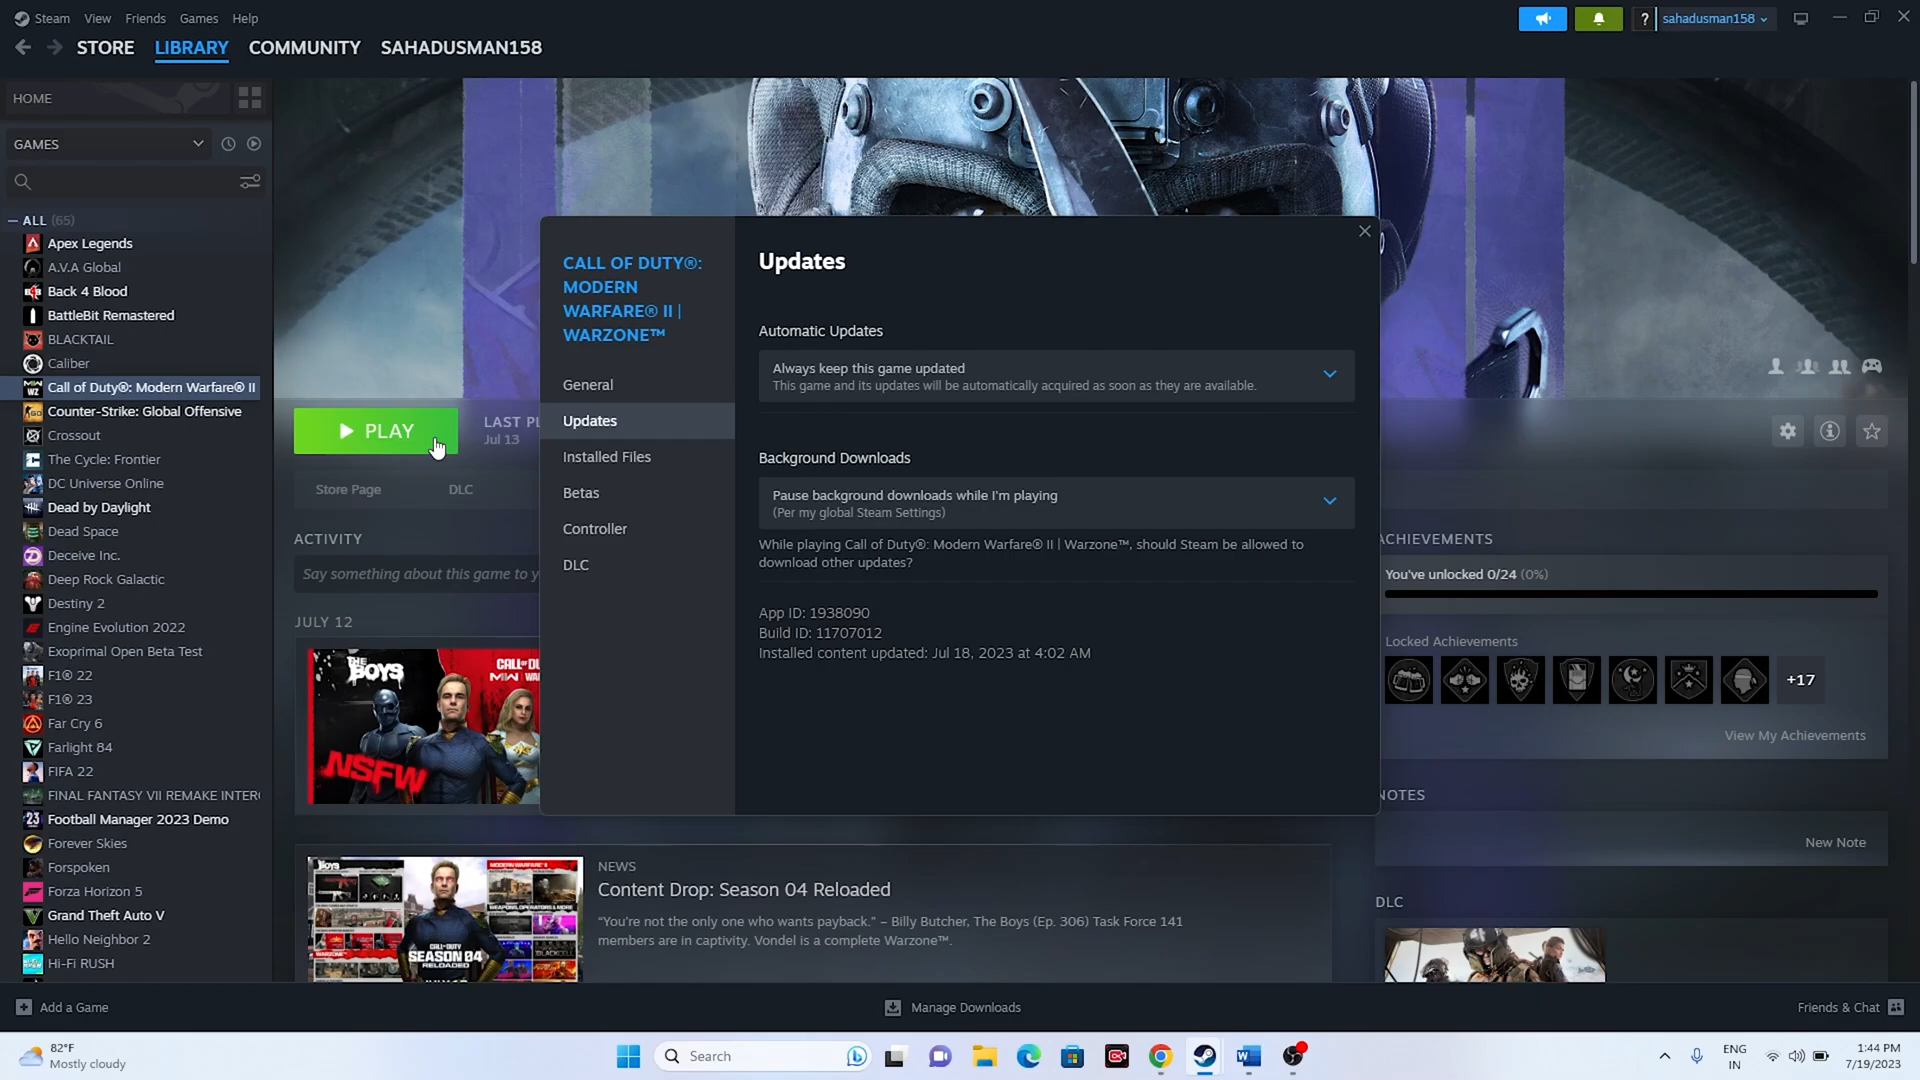 Steam View Friends Games Help
? sahadusman158
STORE LIBRARY COMMUNITY SAHADUSMAN158
HOME
GAMES
ALL (65)
Apex Legends
A.V.A Global
Back 4 Blood
BattleBit Remastered
BLACKTAIL
Caliber
Call of Duty®: Modern Warfare® II
Counter-Strike: Global Offensive
Crossout
The Cycle: Frontier
DC Universe Online
Dead by Daylight
Dead Space
Deceive Inc.
Deep Rock Galactic
Destiny 2
Engine Evolution 2022
Exoprimal Open Beta Test
F1® 22
F1® 23
Far Cry 6
Farlight 84
FIFA 22
FINAL FANTASY VII REMAKE INTER
Football Manager 2023 Demo
Forever Skies
Forspoken
Forza Horizon 5
Grand Theft Auto V
Hello Neighbor 2
Hi-Fi RUSH
PLAY
LAST PL
Jul 13
Store Page DLC
ACTIVITY
Say something about this game to y
JULY 12
THE BOYS
CALL OF DU
NSFW
CALL OF DUTY®:
MODERN
WARFARE® II |
WARZONE™
General
Updates
Installed Files
Betas
Controller
DLC
Updates
Automatic Updates
Always keep this game updated
This game and its updates will be automatically acquired as soon as they are available.
Background Downloads
Pause background downloads while I'm playing
(Per my global Steam Settings)
While playing Call of Duty®: Modern Warfare® II | Warzone™, should Steam be allowed to
download other updates?
App ID: 1938090
Build ID: 11707012
Installed content updated: Jul 18, 2023 at 4:02 AM
ACHIEVEMENTS
You've unlocked 0/24 (0%)
Locked Achievements
+17
View My Achievements
NOTES
New Note
DLC
NEWS
Content Drop: Season 04 Reloaded
“You're not the only one who wants payback.” – Billy Butcher, The Boys (Ep. 306) Task Force 141
members are in captivity. Vondel is a complete Warzone™.
CALL OF DUTY
SEASON 04
RELOADED
Add a Game
Manage Downloads
Friends & Chat
82°F
Mostly cloudy
Search
ENG
IN
1:44 PM
7/19/2023